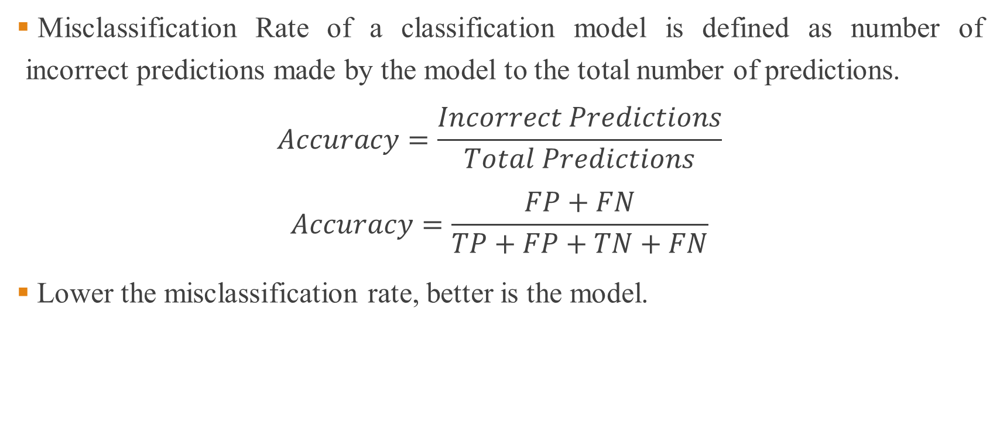 ▪ Misclassification Rate of a classification model is defined as number of
incorrect predictions made by the model to the total number of predictions.
Accuracy = Incorrect Predictions / Total Predictions
Accuracy = FP + FN / TP + FP + TN + FN
▪ Lower the misclassification rate, better is the model.